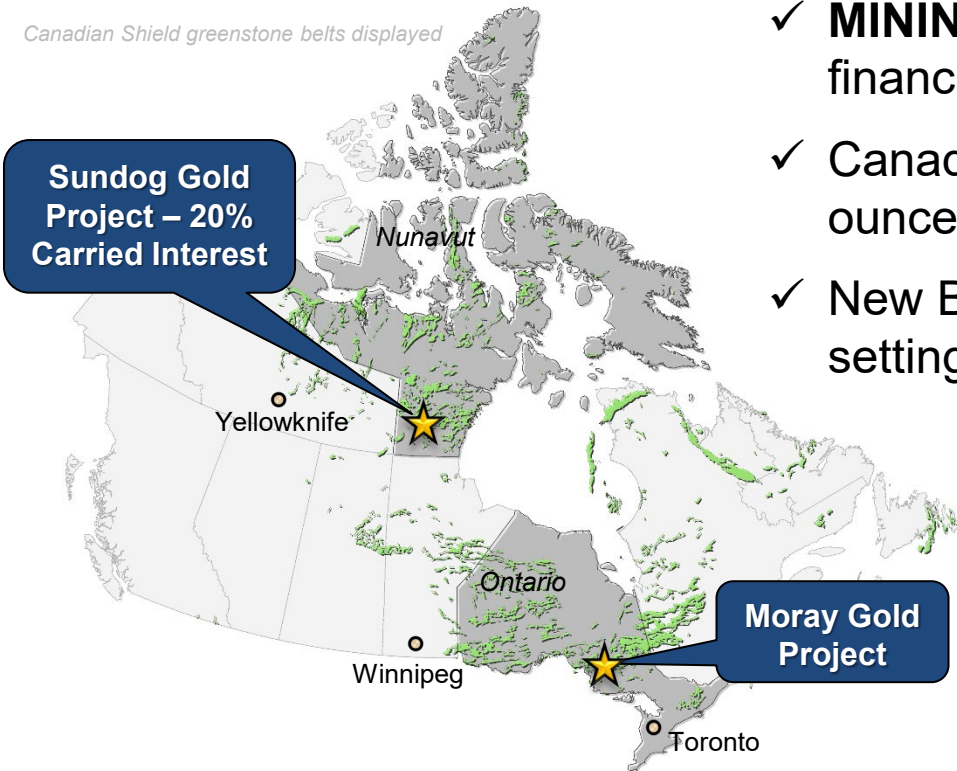 Canadian Shield greenstone belts displayed
✓ MININ
financ
✓ Canad
ounce
✓ New B
setting
Sundog Gold
Project – 20%
Carried Interest
Nunavut
Yellowknife
Ontario
Moray Gold
Project
Winnipeg
Toronto